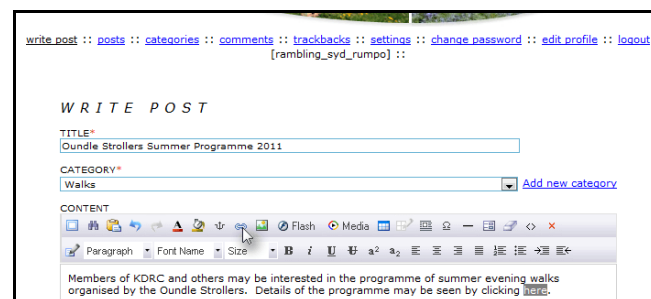 write post :: posts :: categories :: comments :: trackbacks :: settings :: change password :: edit profile :: logout
[rambling_syd_rumpo] ::
WRITE POST
TITLE*
Oundle Strollers Summer Programme 2011
CATEGORY*
Walks Add new category
CONTENT
Flash Media
Paragraph Font Name Size B i U a² a₂
Members of KDRC and others may be interested in the programme of summer evening walks
organised by the Oundle Strollers. Details of the programme may be seen by clicking here.